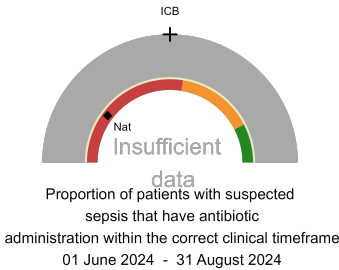 ICB
Nat
Insufficient
data
Proportion of patients with suspected
sepsis that have antibiotic
administration within the correct clinical timeframe
01 June 2024 - 31 August 2024